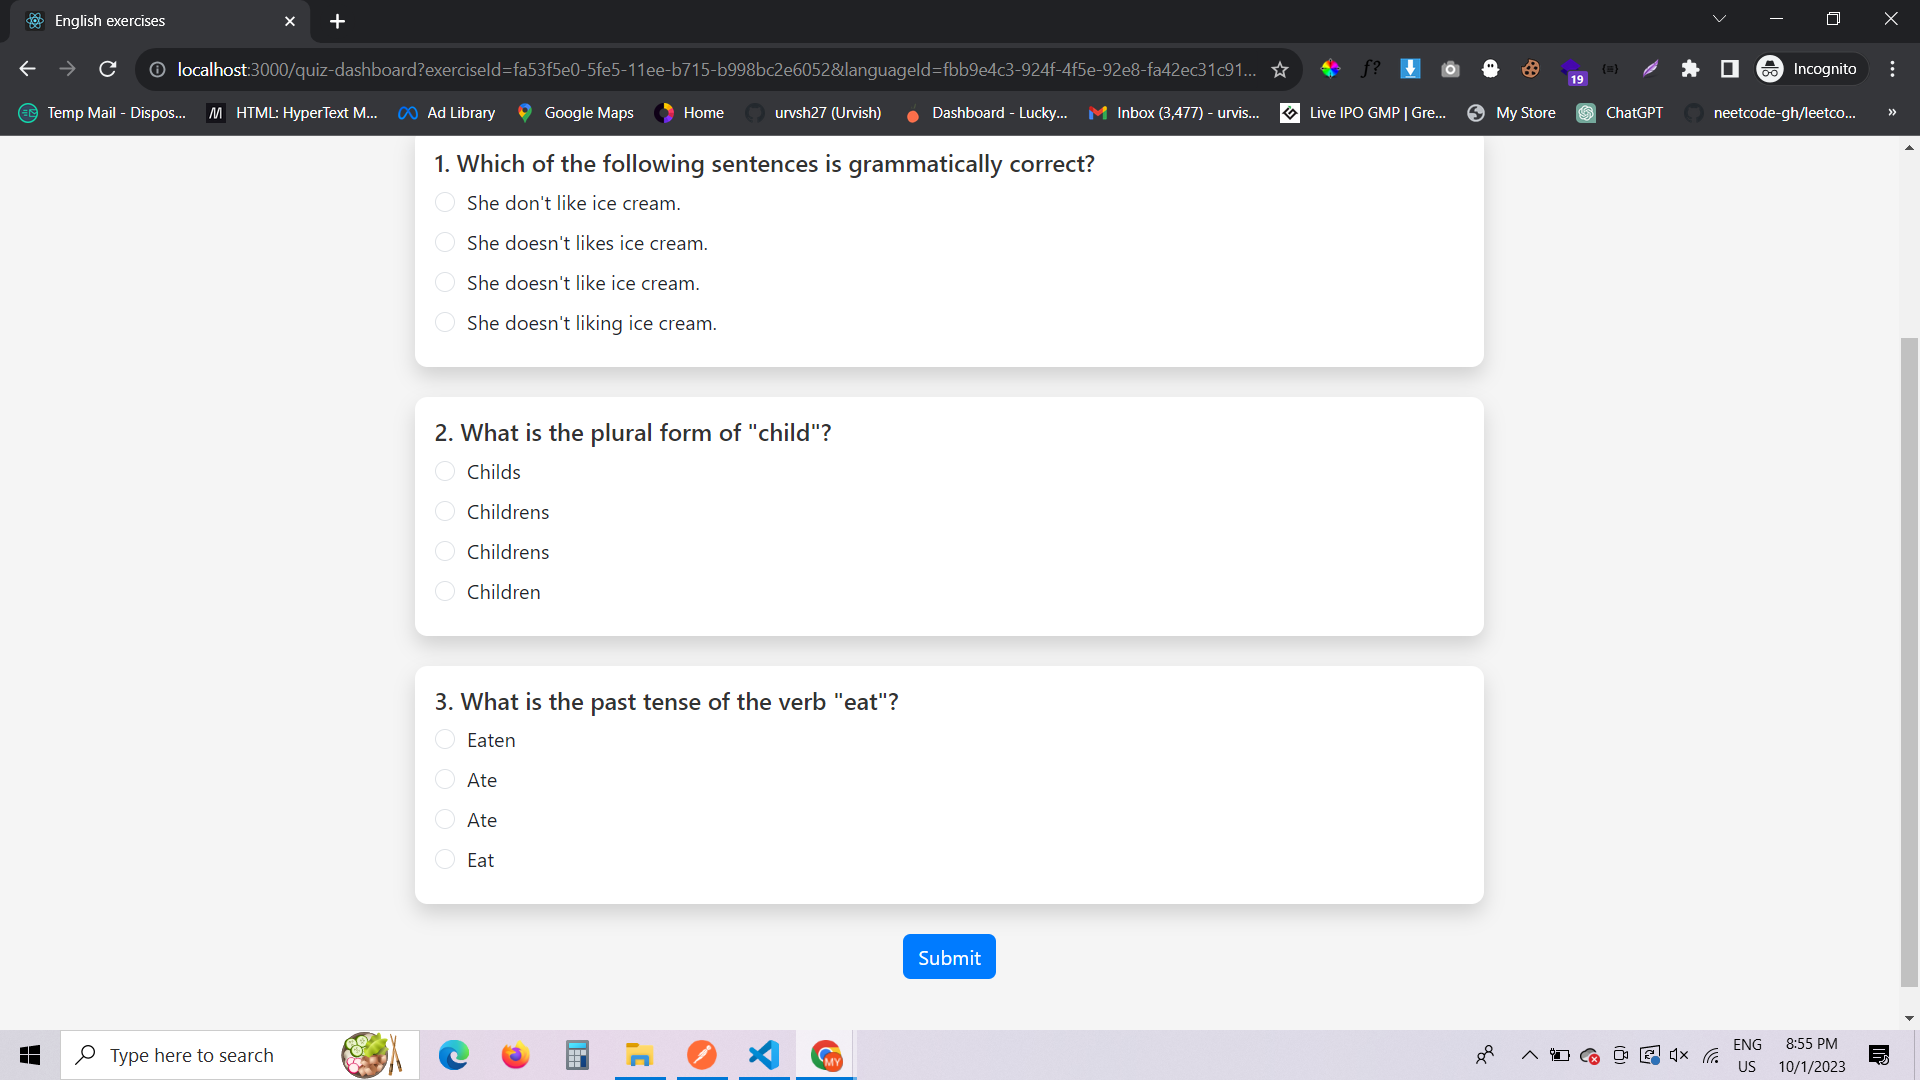 English exercises
localhost:3000/quiz-dashboard?exerciseId=fa53f5e0-5fe5-11ee-b715-b998bc2e6052&languageId=fbb9e4c3-924f-4f5e-92e8-fa42ec31c91...
f?
19
Incognito
Temp Mail - Dispos...
HTML: HyperText M...
Ad Library
Google Maps
Home
urvsh27 (Urvish)
Dashboard - Lucky...
Inbox (3,477) - urvis...
Live IPO GMP | Gre...
My Store
ChatGPT
neetcode-gh/leetco...
»
1. Which of the following sentences is grammatically correct?
She don't like ice cream.
She doesn't likes ice cream.
She doesn't like ice cream.
She doesn't liking ice cream.
2. What is the plural form of "child"?
Childs
Childrens
Childrens
Children
3. What is the past tense of the verb "eat"?
Eaten
Ate
Ate
Eat
Submit
Type here to search
MY
ENG
US
8:55 PM
10/1/2023